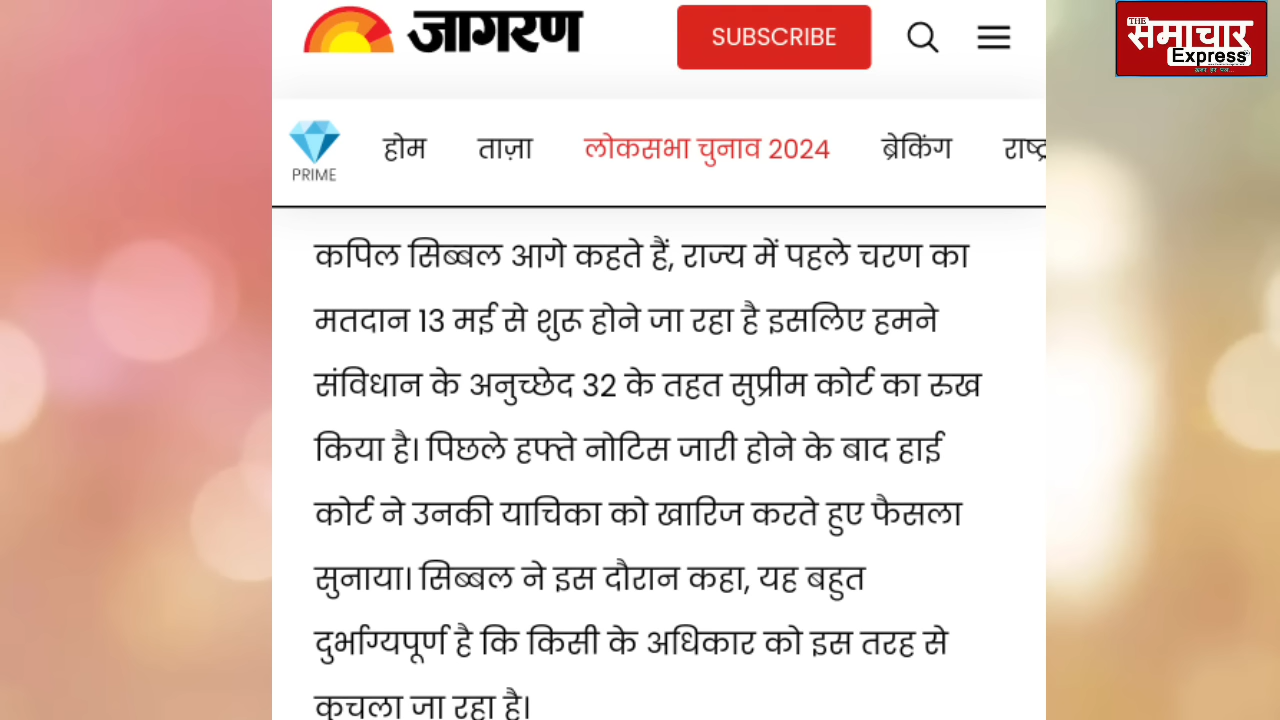 जागरण
SUBSCRIBE
THE
समाचार
Express
PRIME
होम ताज़ा लोकसभा चुनाव 2024 ब्रेकिंग राष्ट्र
कपिल सिब्बल आगे कहते हैं, राज्य में पहले चरण का
मतदान 13 मई से शुरू होने जा रहा है इसलिए हमने
संविधान के अनुच्छेद 32 के तहत सुप्रीम कोर्ट का रुख
किया है। पिछले हफ्ते नोटिस जारी होने के बाद हाई
कोर्ट ने उनकी याचिका को खारिज करते हुए फैसला
सुनाया। सिब्बल ने इस दौरान कहा, यह बहुत
दुर्भाग्यपूर्ण है कि किसी के अधिकार को इस तरह से
कुचला जा रहा है।